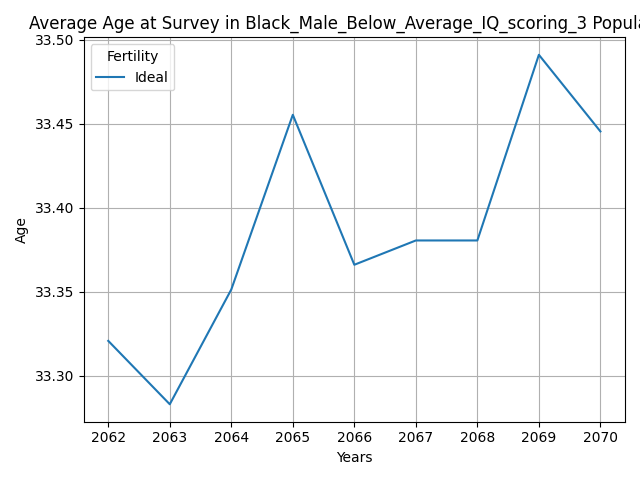 Average Age at Survey in Black_Male_Below_Average_IQ_scoring_3 Popula
33.50
Fertility
Ideal
33.45
33.40
33.35
33.30
Age
2062 2063 2064 2065 2066 2067 2068 2069 2070
Years